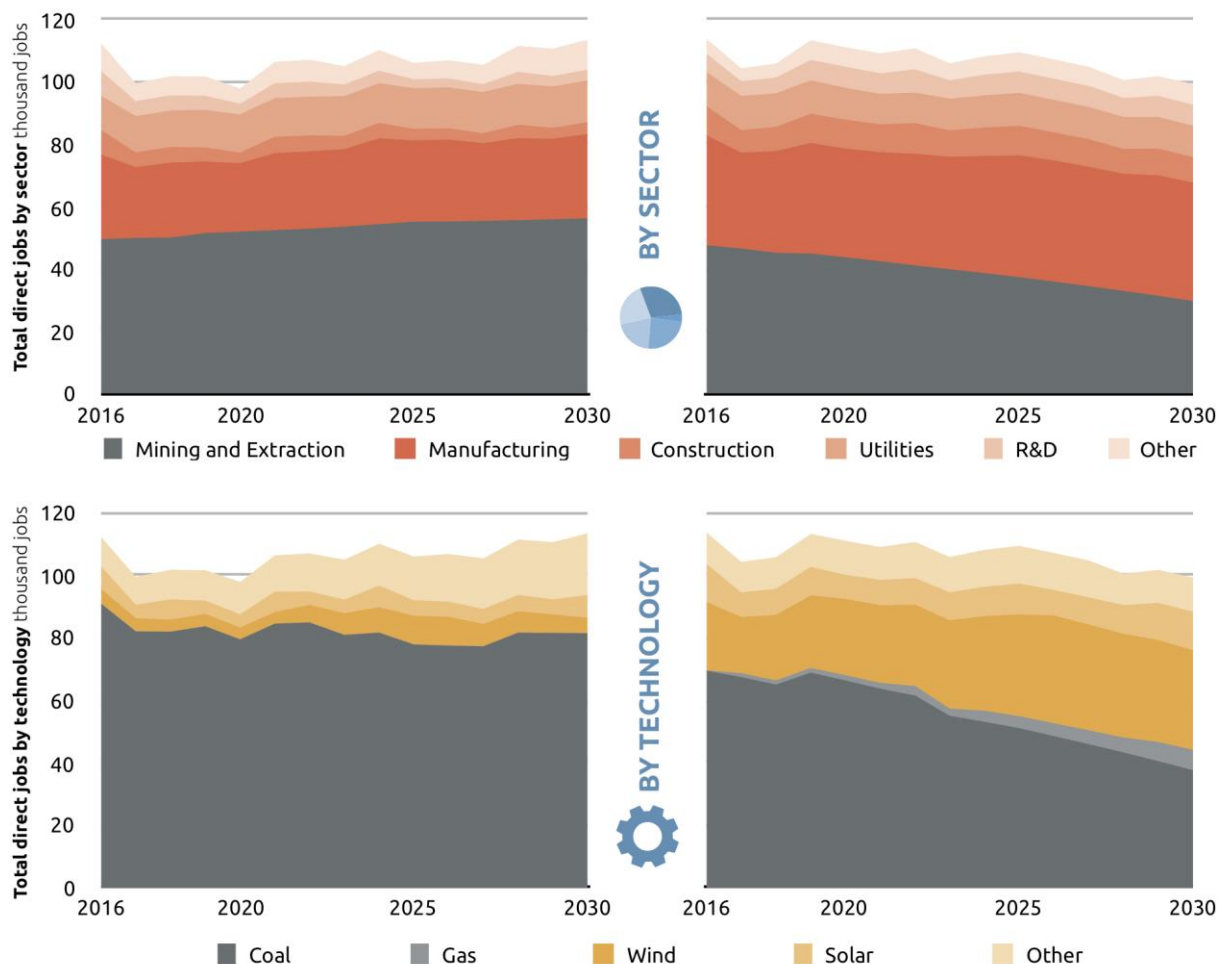 Total direct jobs by sector thousand jobs
120
100
80
60
40
20
0
2016 2020 2025 2030
BY SECTOR
2016 2020 2025 2030
Mining and Extraction Manufacturing Construction Utilities R&D Other
Total direct jobs by technology thousand jobs
120
100
80
60
40
20
0
2016 2020 2025 2030
BY TECHNOLOGY
2016 2020 2025 2030
Coal Gas Wind Solar Other